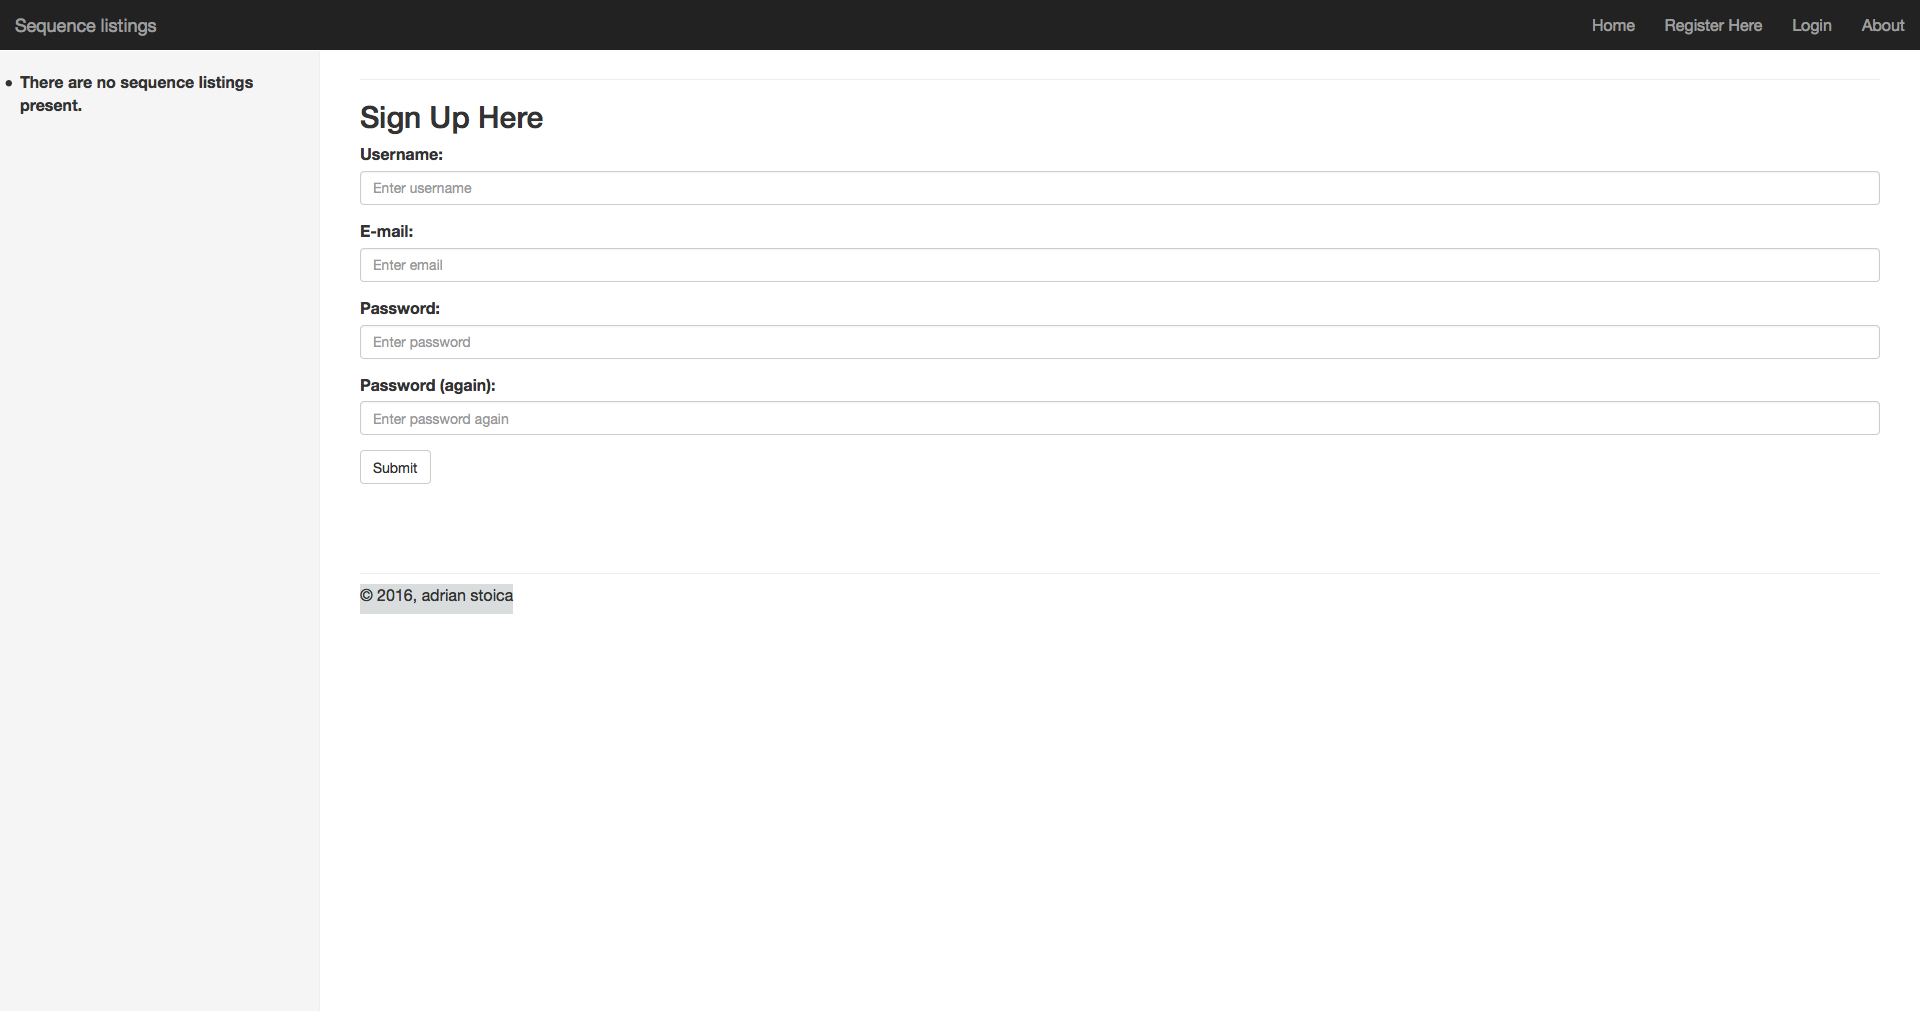 Sequence listings
Home
Register Here
Login
About
There are no sequence listings
present.
Sign Up Here
Username:
Enter username
E-mail:
Enter email
Password:
Enter password
Password (again):
Enter password again
Submit
© 2016, adrian stoica